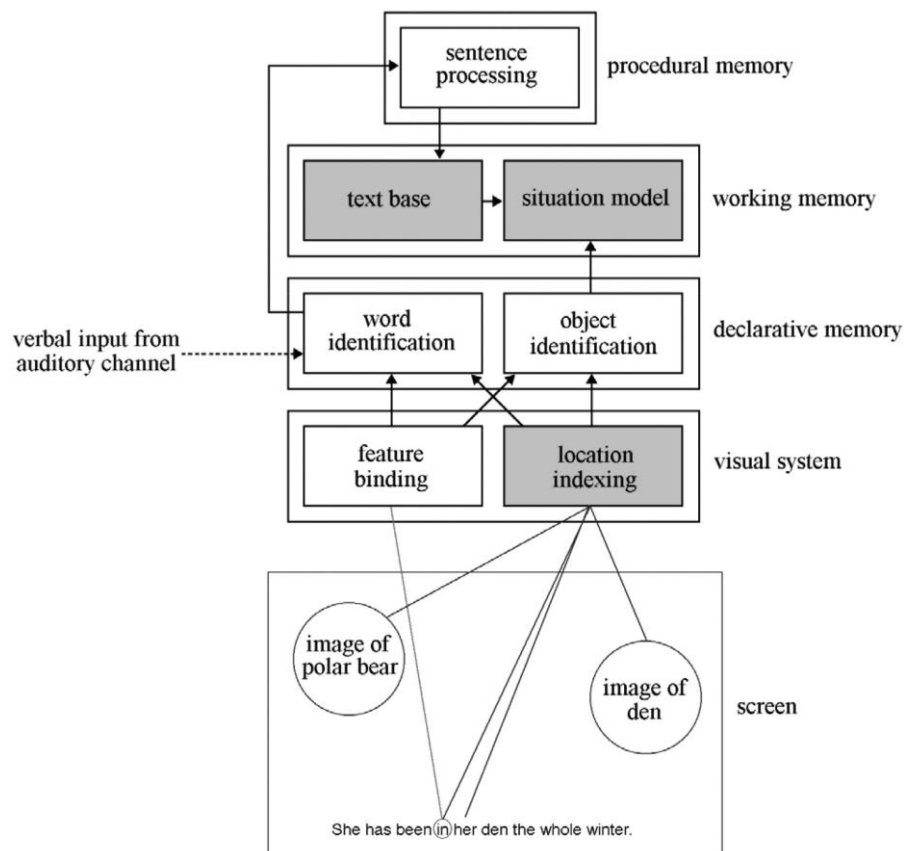 sentence
processing
procedural memory
text base
situation model
working memory
word
identification
object
identification
declarative memory
verbal input from
auditory channel
feature
binding
location
indexing
visual system
image of
polar bear
image of
den
screen
She has been in her den the whole winter.